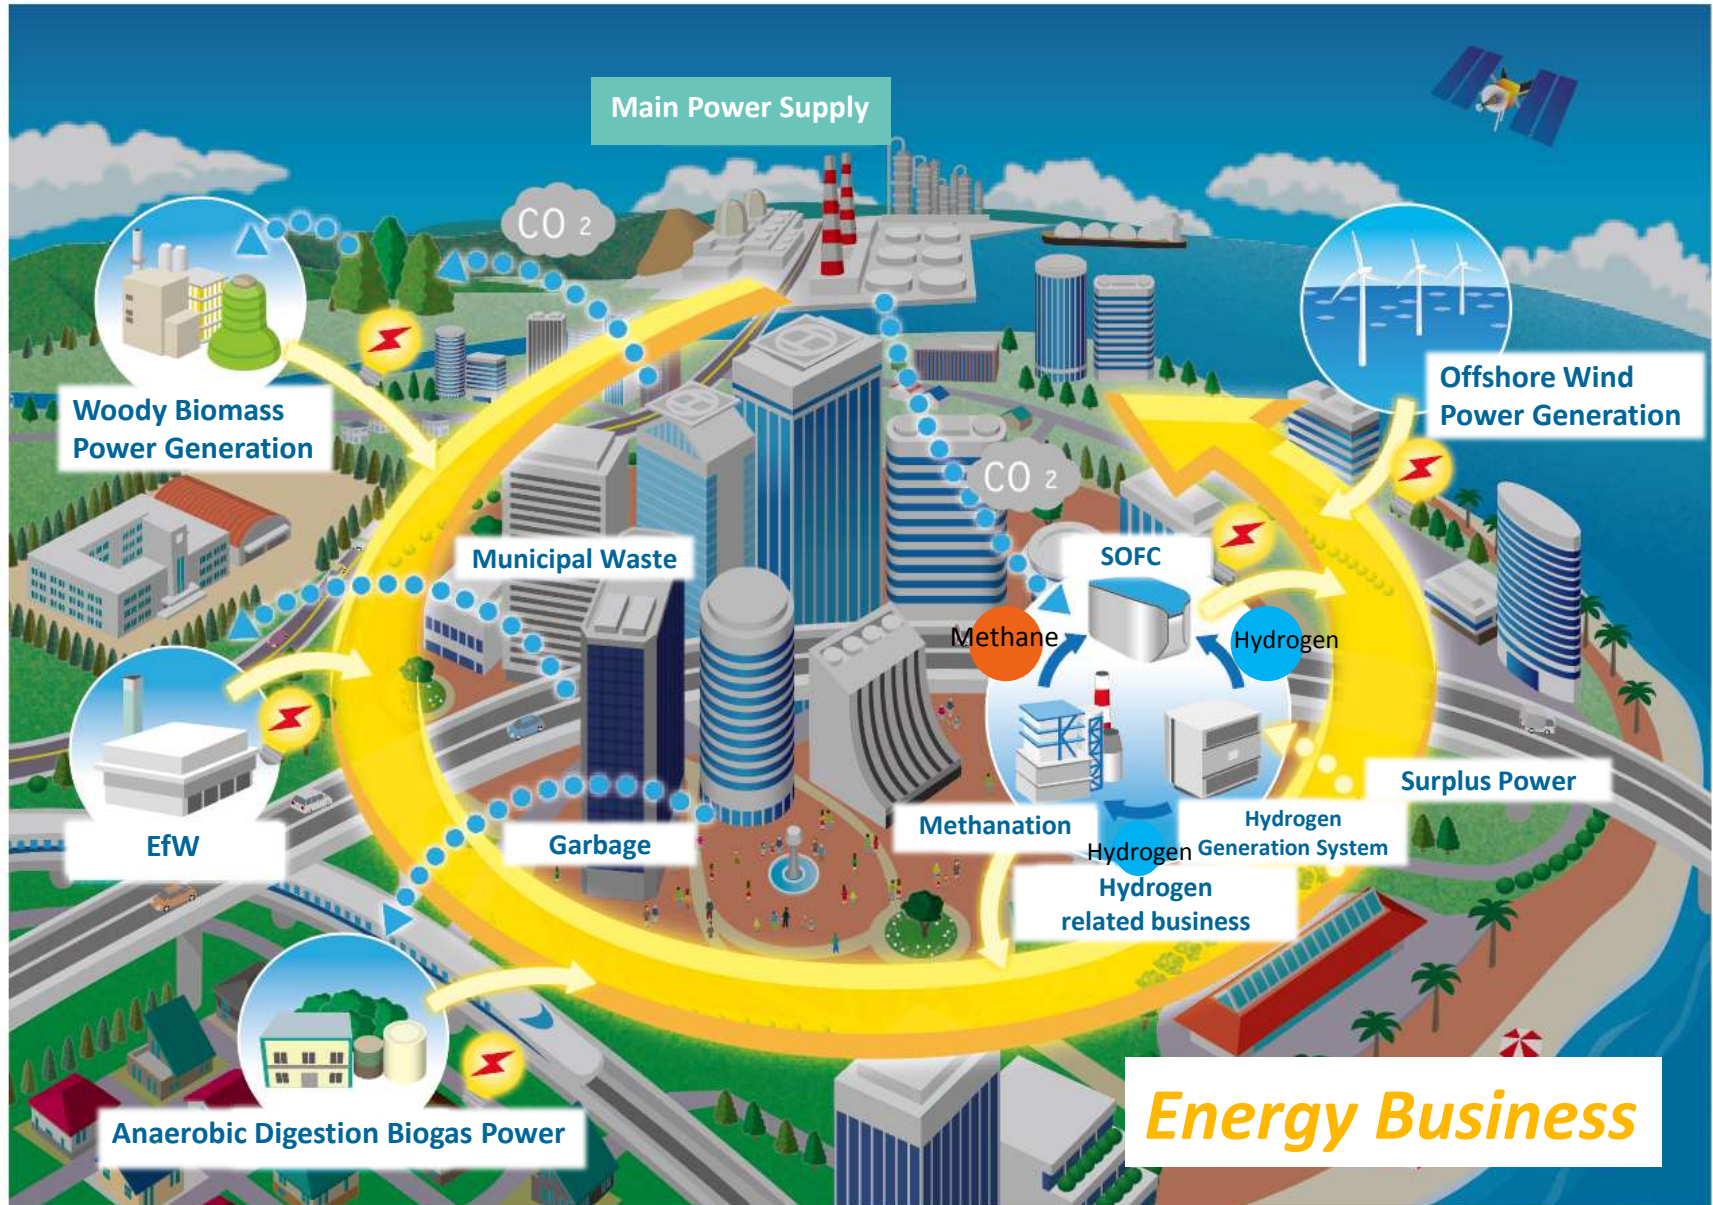 Main Power Supply
CO 2
Woody Biomass
Power Generation
Offshore Wind
Power Generation
CO 2
Municipal Waste
SOFC
Methane
Hydrogen
Surplus Power
EfW
Garbage
Methanation
Hydrogen
Generation System
Hydrogen
Hydrogen
related business
Anaerobic Digestion Biogas Power
Energy Business